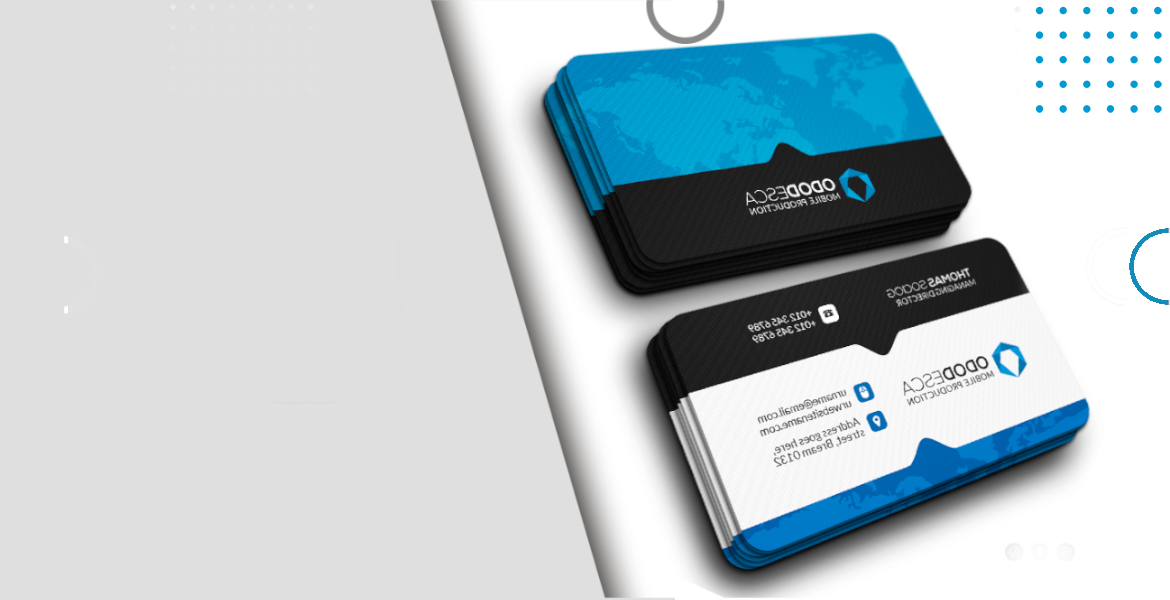 ODODESCA
MOBILE PRODUCTION
THOMAS SOCIOG
MANAGING DIRECTOR
+012 345 6789
+012 345 6789
ODODESCA
MOBILE PRODUCTION
urname@email.com
urwebsitename.com
Address goes here,
street, Bream 0132